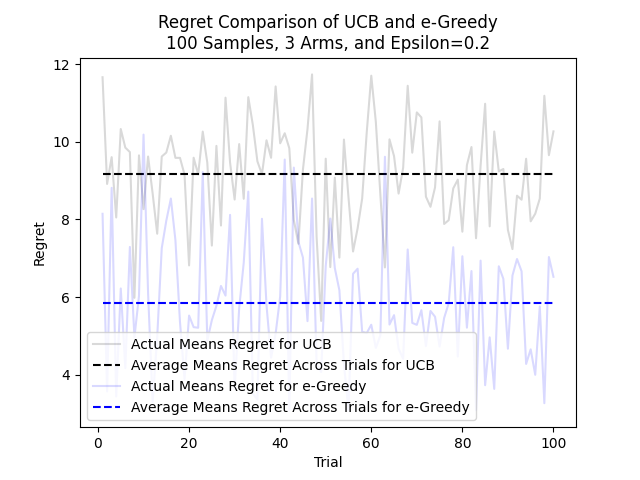 Regret Comparison of UCB and e-Greedy
100 Samples, 3 Arms, and Epsilon=0.2
12
10
8
6
4
Regret
Actual Means Regret for UCB
Average Means Regret Across Trials for UCB
Actual Means Regret for e-Greedy
Average Means Regret Across Trials for e-Greedy
0
20
40
60
80
100
Trial